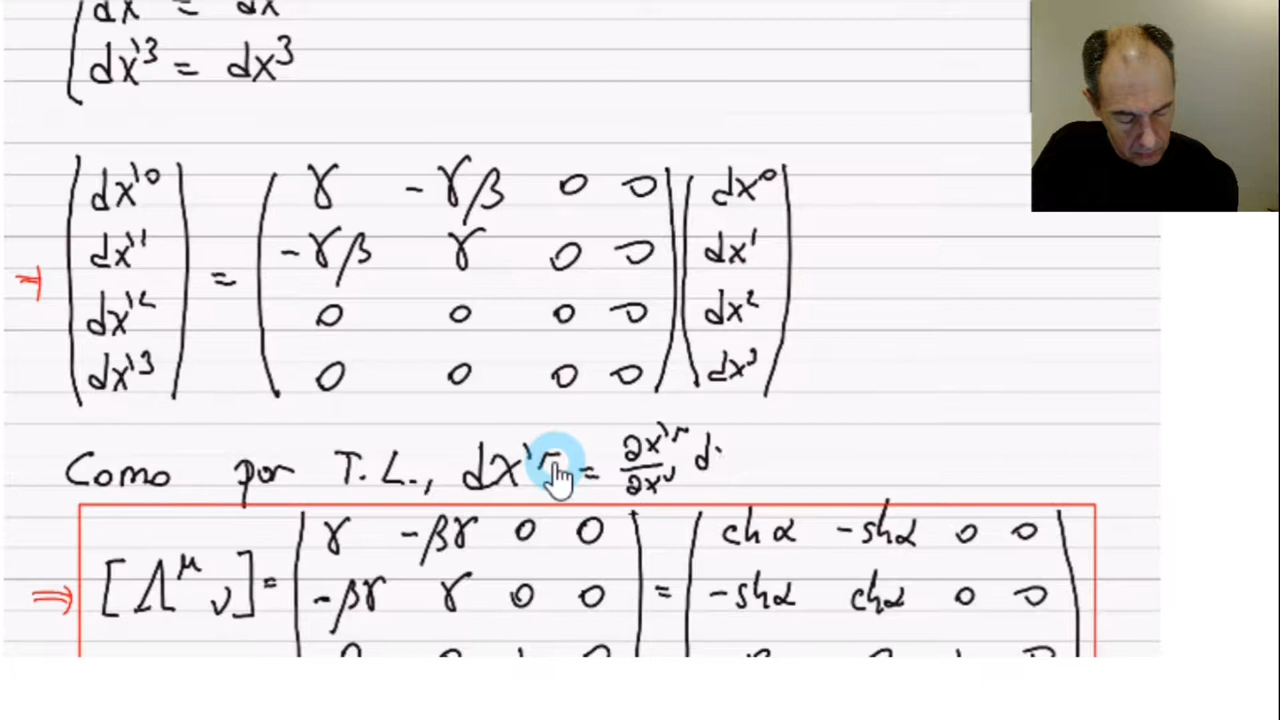 dx = dx
dx'³ = dx³
dx'⁰ γ -γβ 0 0 dx⁰
dx'¹ -γβ γ 0 0 dx¹
⇒ =
dx'² 0 0 0 0 dx²
dx'³ 0 0 0 0 dx³
Como por T.L., dx'^μ = ∂x'^μ/∂x^ν d
γ -βγ 0 0 chα -shα 0 0
⇒ [Λ^μ_ν] = -βγ γ 0 0 = -shα chα 0 0